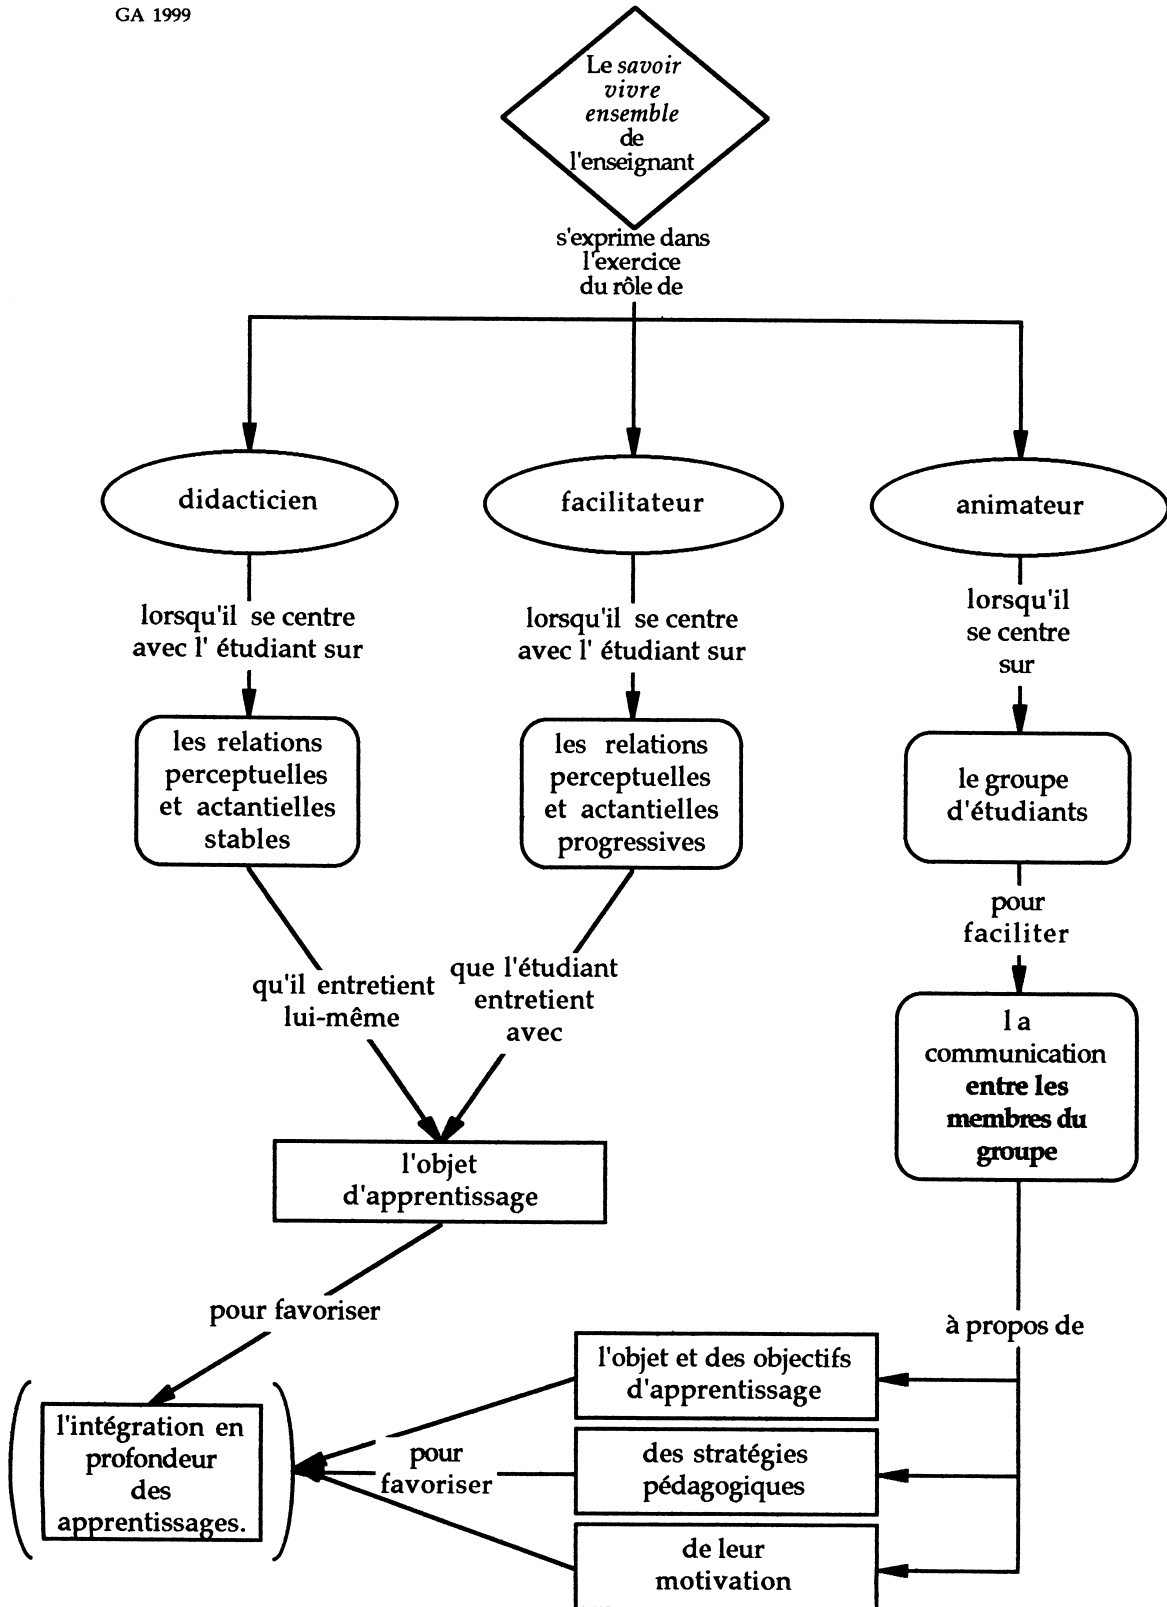 GA 1999
Le savoir
vivre
ensemble
de
l'enseignant
s'exprime dans
l'exercice
du rôle de
didacticien
facilitateur
animateur
lorsqu'il se centre
avec l' étudiant sur
lorsqu'il se centre
avec l' étudiant sur
lorsqu'il
se centre
sur
les relations
perceptuelles
et actantielles
stables
les relations
perceptuelles
et actantielles
progressives
le groupe
d'étudiants
pour
faciliter
qu'il entretient
lui-même
que l'étudiant
entretient
avec
l a
communication
entre les
membres du
groupe
l'objet
d'apprentissage
pour favoriser
à propos de
l'objet et des objectifs
d'apprentissage
des stratégies
pédagogiques
de leur
motivation
pour
favoriser
l'intégration en
profondeur
des
apprentissages.